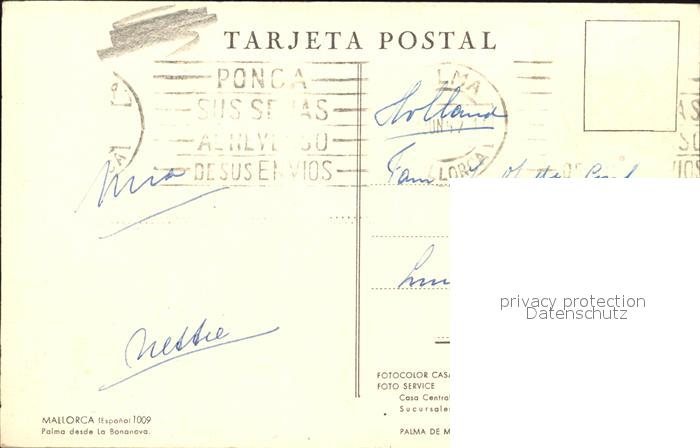 TARJETA POSTAL
PONGA
SUS SEÑAS
AL REVERSO
DE SUS ENVIOS
Holland
Mia
Fam
Nettie
privacy protection
Datenschutz
FOTOCOLOR CASA
FOTO SERVICE
Casa Central
Sucursales
PALMA DE M
MALLORCA (España) 1009
Palma desde La Bonanova.